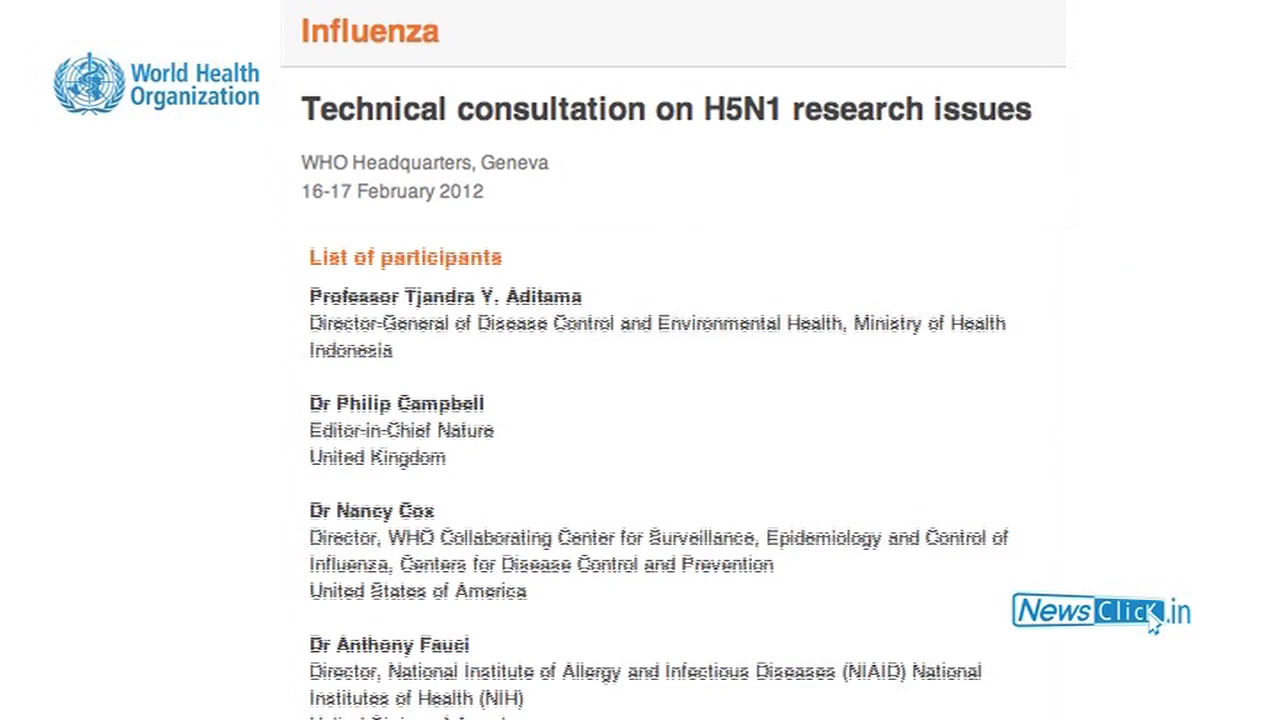 Influenza
World Health
Organization
Technical consultation on H5N1 research issues
WHO Headquarters, Geneva
16-17 February 2012
List of participants
Professor Tjandra Y. Aditama
Director-General of Disease Control and Environmental Health, Ministry of Health
Indonesia
Dr Philip Campbell
Editor-in-Chief Nature
United Kingdom
Dr Nancy Cox
Director, WHO Collaborating Center for Surveillance, Epidemiology and Control of
Influenza, Centers for Disease Control and Prevention
United States of America
NewsClick.in
Dr Anthony Fauci
Director, National Institute of Allergy and Infectious Diseases (NIAID) National
Institutes of Health (NIH)